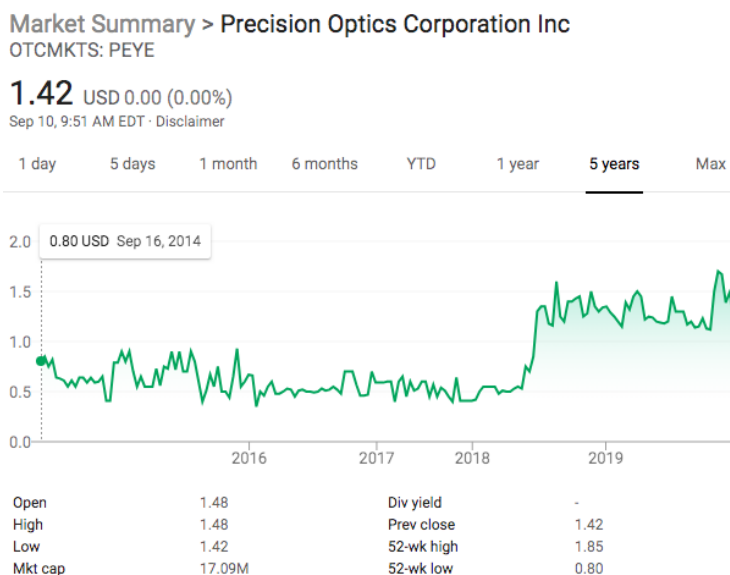 Market Summary > Precision Optics Corporation Inc
OTCMKTS: PEYE
1.42 USD 0.00 (0.00%)
Sep 10, 9:51 AM EDT · Disclaimer
1 day 5 days 1 month 6 months YTD 1 year 5 years Max
2.0 0.80 USD Sep 16, 2014
1.5
1.0
0.5
0.0
2016 2017 2018 2019
Open 1.48 Div yield -
High 1.48 Prev close 1.42
Low 1.42 52-wk high 1.85
Mkt cap 17.09M 52-wk low 0.80